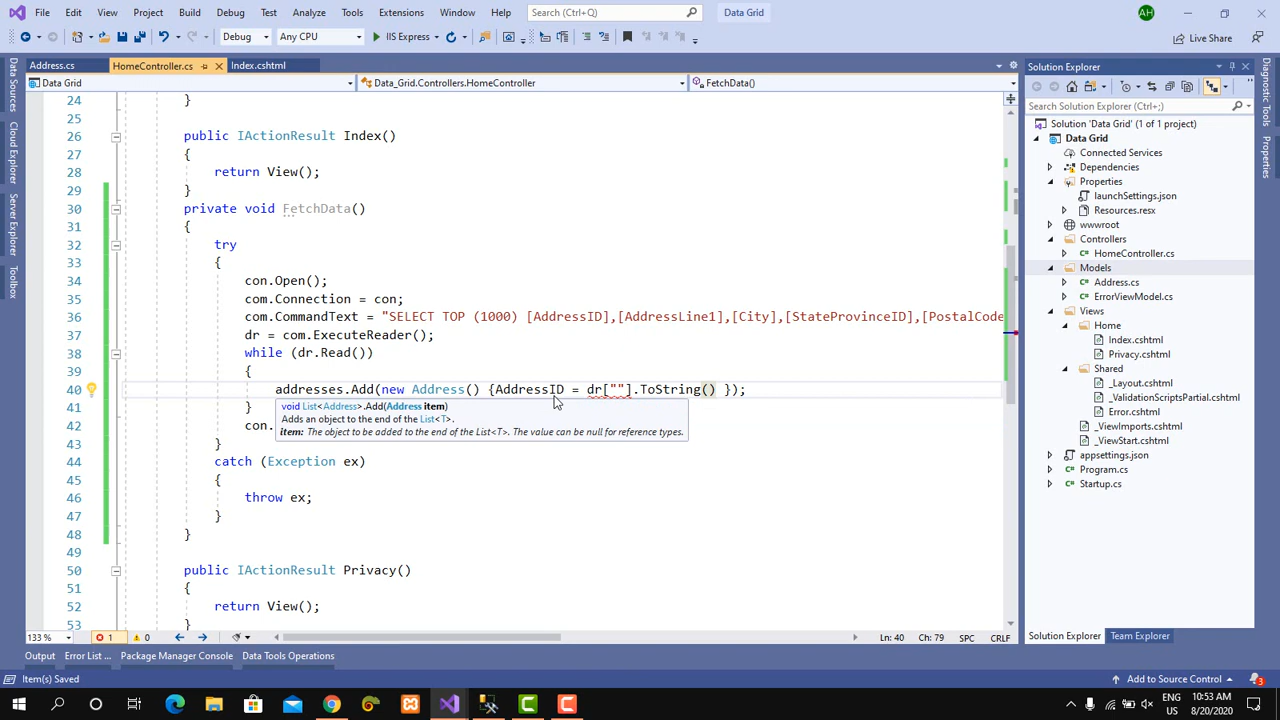 File Edit View Project Build Debug Test Analyze Tools Extensions Window Help Search (Ctrl+Q) Data Grid AH
Debug Any CPU IIS Express Live Share
Address.cs HomeController.cs Index.cshtml Solution Explorer
Data Grid Data_Grid.Controllers.HomeController FetchData()
Search Solution Explorer (Ctrl+;)
Data Sources
Cloud Explorer
Server Explorer
Toolbox
24 }
25
26 public IActionResult Index()
27 {
28 return View();
29 }
30 private void FetchData()
31 {
32 try
33 {
34 con.Open();
35 com.Connection = con;
36 com.CommandText = "SELECT TOP (1000) [AddressID],[AddressLine1],[City],[StateProvinceID],[PostalCode
37 dr = com.ExecuteReader();
38 while (dr.Read())
39 {
40 addresses.Add(new Address() {AddressID = dr[""].ToString() });
void List<Address>.Add(Address item)
Adds an object to the end of the List<T>.
item: The object to be added to the end of the List<T>. The value can be null for reference types.
41 }
42 con.
43 }
44 catch (Exception ex)
45 {
46 throw ex;
47 }
48 }
49
50 public IActionResult Privacy()
51 {
52 return View();
53 }
Solution 'Data Grid' (1 of 1 project)
Data Grid
Connected Services
Dependencies
Properties
launchSettings.json
Resources.resx
wwwroot
Controllers
HomeController.cs
Models
Address.cs
ErrorViewModel.cs
Views
Home
Index.cshtml
Privacy.cshtml
Shared
_Layout.cshtml
_ValidationScriptsPartial.cshtml
Error.cshtml
_ViewImports.cshtml
_ViewStart.cshtml
appsettings.json
Program.cs
Startup.cs
Diagnostic Tools
Properties
133 % 1 0 Ln: 40 Ch: 79 SPC CRLF
Solution Explorer Team Explorer
Output Error List ... Package Manager Console Data Tools Operations
Item(s) Saved Add to Source Control 3
ENG 10:53 AM
US 8/20/2020